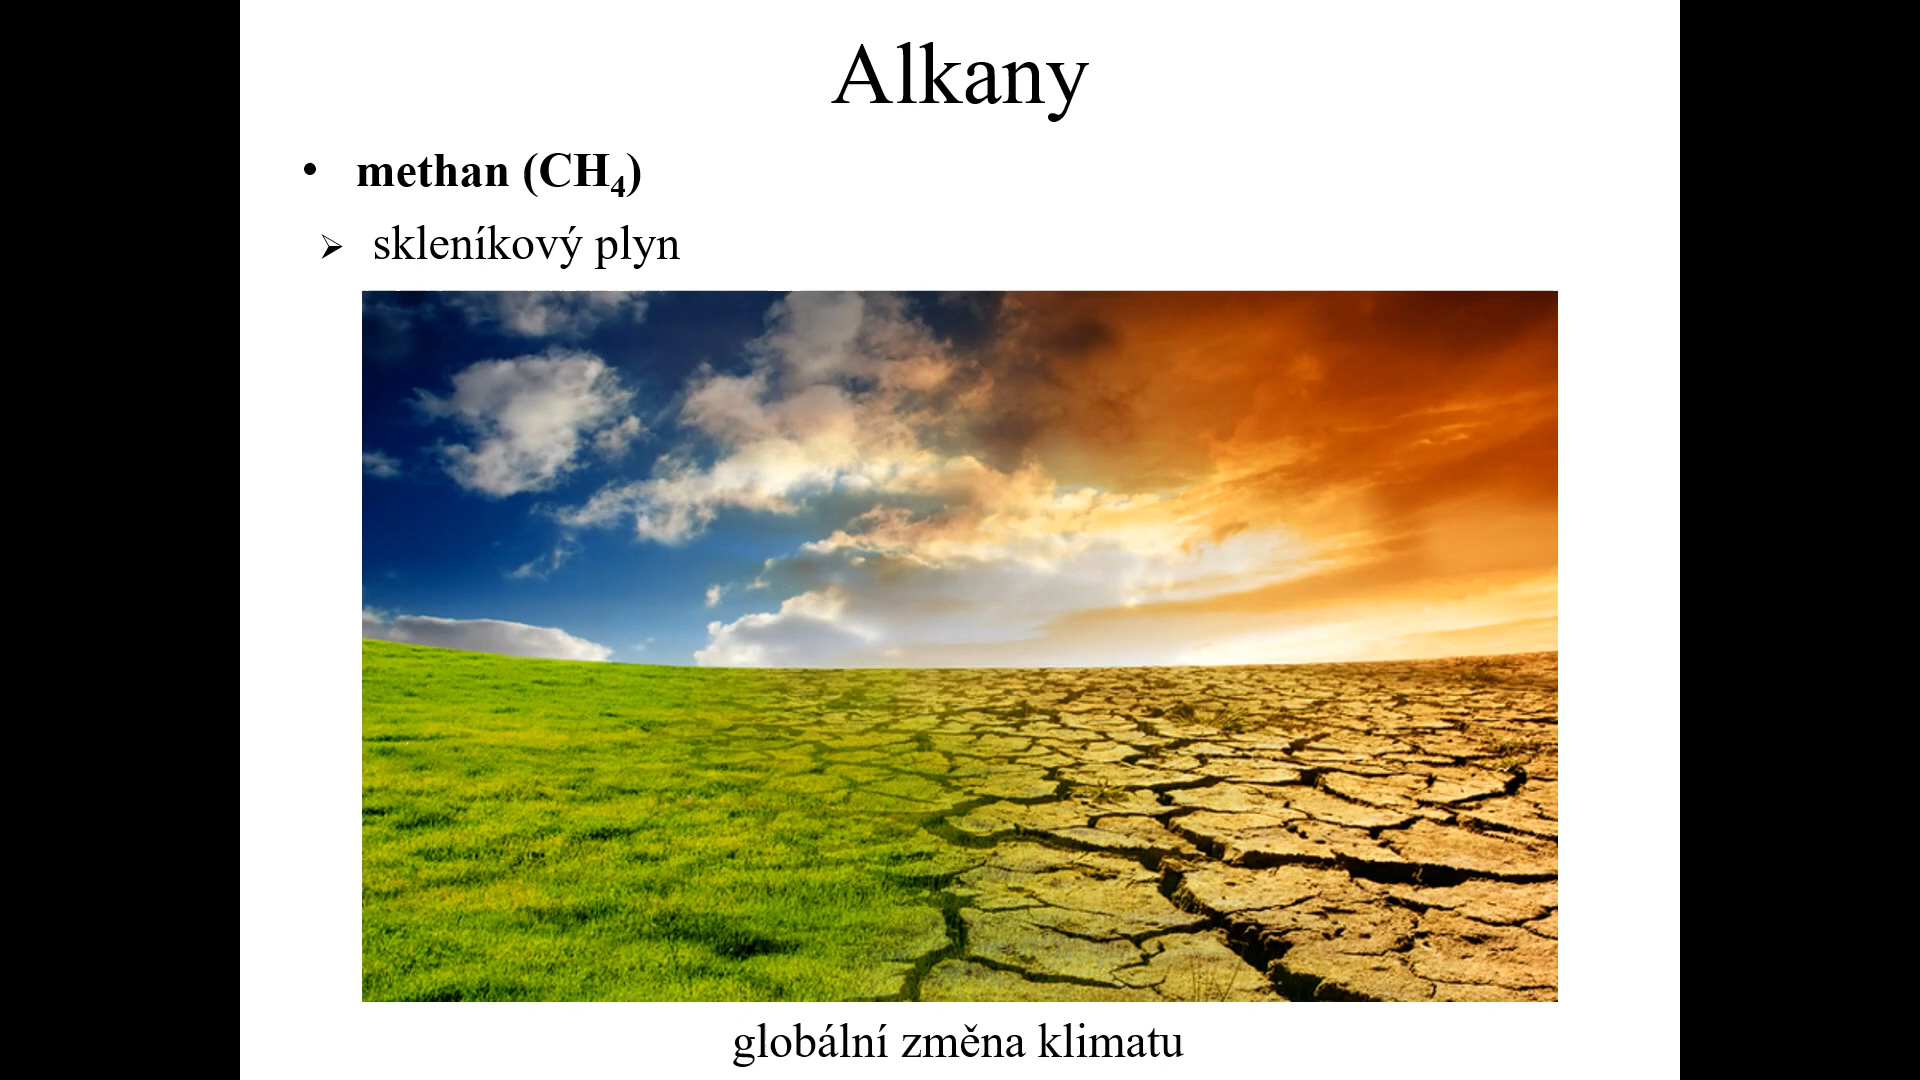 Alkany
• methan (CH₄)
➢ skleníkový plyn
globální změna klimatu